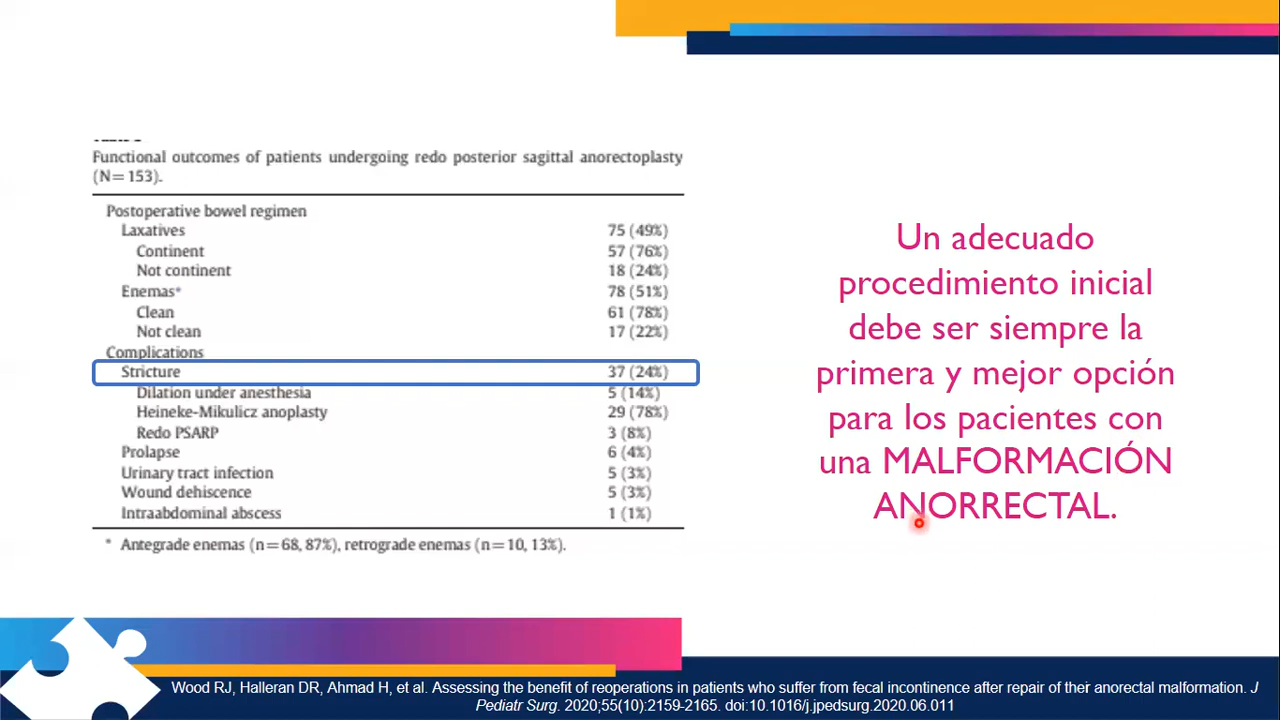 Functional outcomes of patients undergoing redo posterior sagittal anorectoplasty
(N=153).
Postoperative bowel regimen
Laxatives 75 (49%)
Continent 57 (76%)
Not continent 18 (24%)
Enemas* 78 (51%)
Clean 61 (78%)
Not clean 17 (22%)
Complications
Stricture 37 (24%)
Dilation under anesthesia 5 (14%)
Heineke-Mikulicz anoplasty 29 (78%)
Redo PSARP 3 (8%)
Prolapse 6 (4%)
Urinary tract infection 5 (3%)
Wound dehiscence 5 (3%)
Intraabdominal abscess 1 (1%)
* Antegrade enemas (n=68, 87%), retrograde enemas (n=10, 13%).
Un adecuado
procedimiento inicial
debe ser siempre la
primera y mejor opción
para los pacientes con
una MALFORMACIÓN
ANORRECTAL.
Wood RJ, Halleran DR, Ahmad H, et al. Assessing the benefit of reoperations in patients who suffer from fecal incontinence after repair of their anorectal malformation. J
Pediatr Surg. 2020;55(10):2159-2165. doi:10.1016/j.jpedsurg.2020.06.011